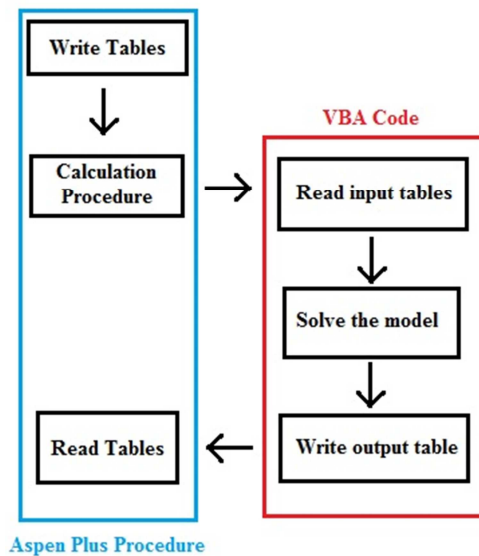 Write Tables
Calculation
Procedure
VBA Code
Read input tables
Solve the model
Write output table
Read Tables
Aspen Plus Procedure